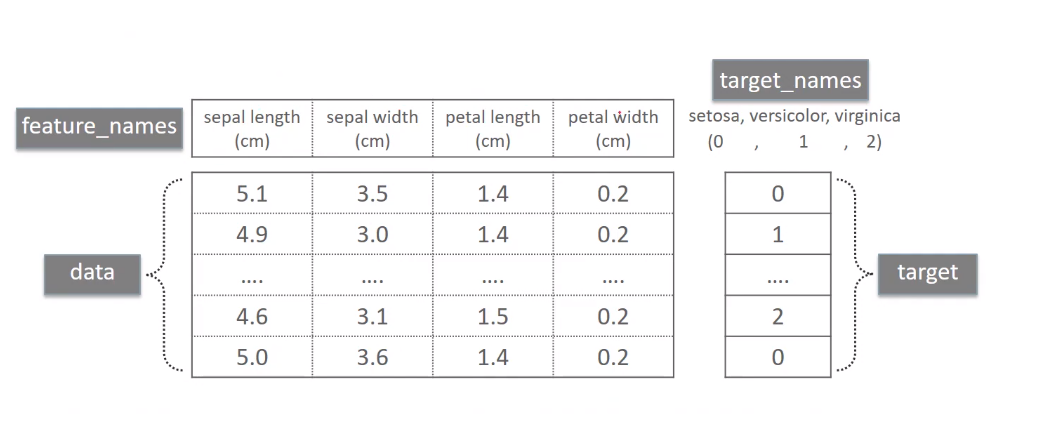 target_names
feature_names
sepal length (cm)
sepal width (cm)
petal length (cm)
petal width (cm)
setosa, versicolor, virginica
(0 , 1 , 2)
5.1 3.5 1.4 0.2 0
4.9 3.0 1.4 0.2 1
data
.... .... .... .... ....
target
4.6 3.1 1.5 0.2 2
5.0 3.6 1.4 0.2 0